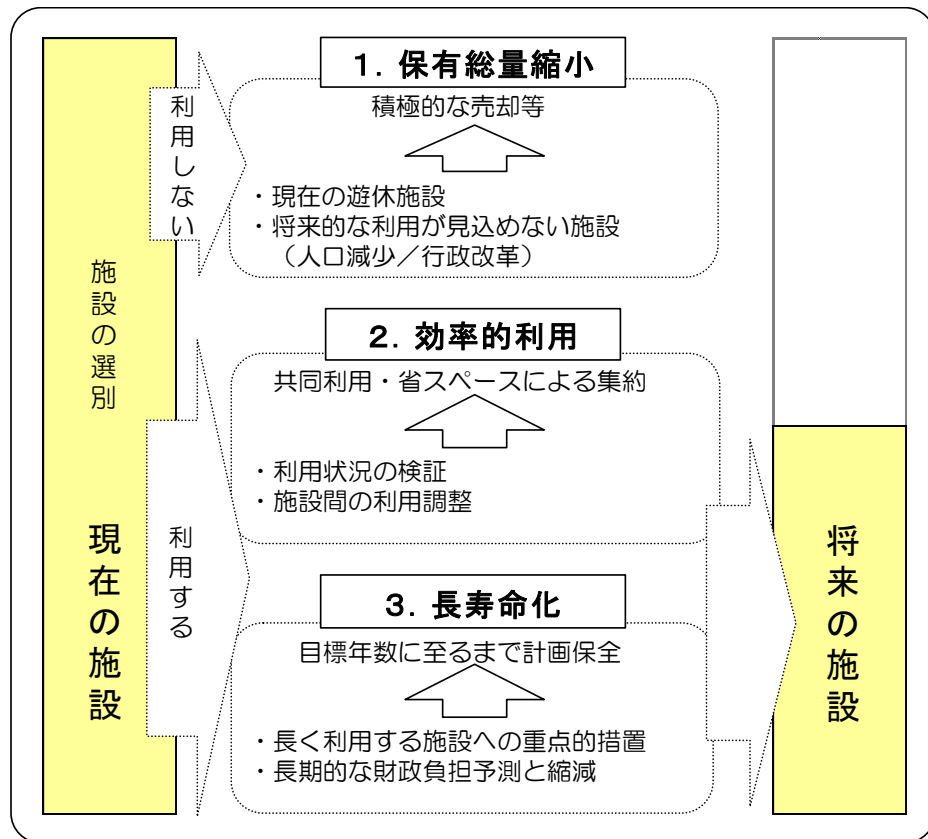 施設の選別
現在の施設
利用しない
利用する
1. 保有総量縮小
積極的な売却等
・現在の遊休施設
・将来的な利用が見込めない施設
（人口減少／行政改革）
2. 効率的利用
共同利用・省スペースによる集約
・利用状況の検証
・施設間の利用調整
3. 長寿命化
目標年数に至るまで計画保全
・長く利用する施設への重点的措置
・長期的な財政負担予測と縮減
将来の施設